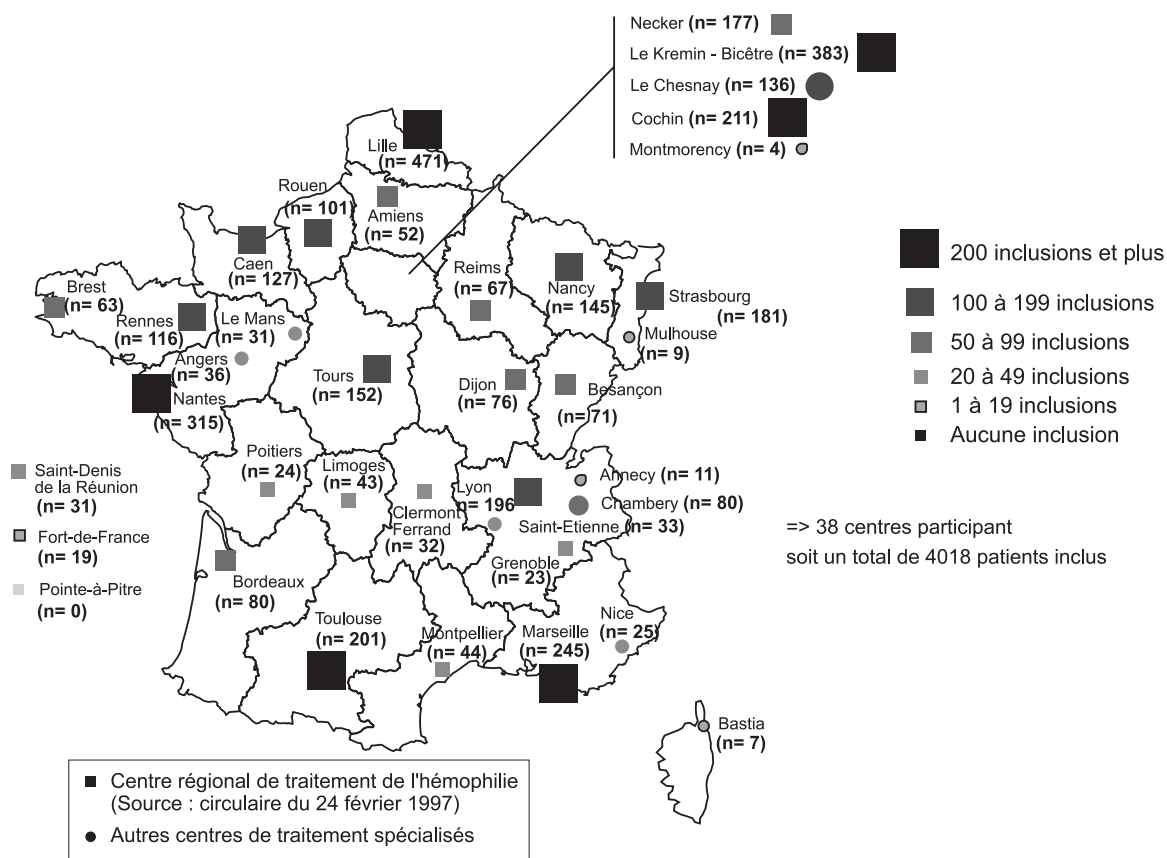 Necker (n= 177)
Le Kremin - Bicêtre (n= 383)
Le Chesnay (n= 136)
Cochin (n= 211)
Montmorency (n= 4)
Lille
(n= 471)
Rouen
(n= 101)
Amiens
(n= 52)
Caen
(n= 127)
Reims
(n= 67)
Nancy
(n= 145)
Strasbourg
(n= 181)
Mulhouse
(n= 9)
Brest
(n= 63)
Rennes
(n= 116)
Le Mans
(n= 31)
Angers
(n= 36)
Nantes
(n= 315)
Tours
(n= 152)
Dijon
(n= 76)
Besançon
(n= 71)
Poitiers
(n= 24)
Limoges
(n= 43)
Clermont
Ferrand
(n= 32)
Lyon
(n= 196)
Annecy (n= 11)
Chambery (n= 80)
Saint-Etienne (n= 33)
Grenoble
(n= 23)
Bordeaux
(n= 80)
Toulouse
(n= 201)
Montpellier
(n= 44)
Marseille
(n= 245)
Nice
(n= 25)
Bastia
(n= 7)
Saint-Denis
de la Réunion
(n= 31)
Fort-de-France
(n= 19)
Pointe-à-Pitre
(n= 0)
200 inclusions et plus
100 à 199 inclusions
50 à 99 inclusions
20 à 49 inclusions
1 à 19 inclusions
Aucune inclusion
=> 38 centres participant
soit un total de 4018 patients inclus
Centre régional de traitement de l'hémophilie
(Source : circulaire du 24 février 1997)
Autres centres de traitement spécialisés